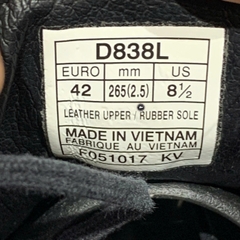 D838L
EURO mm US
42 265(2.5) 8½
LEATHER UPPER / RUBBER SOLE
MADE IN VIETNAM
FABRIQUE AU VIETNAM
F051017 KV